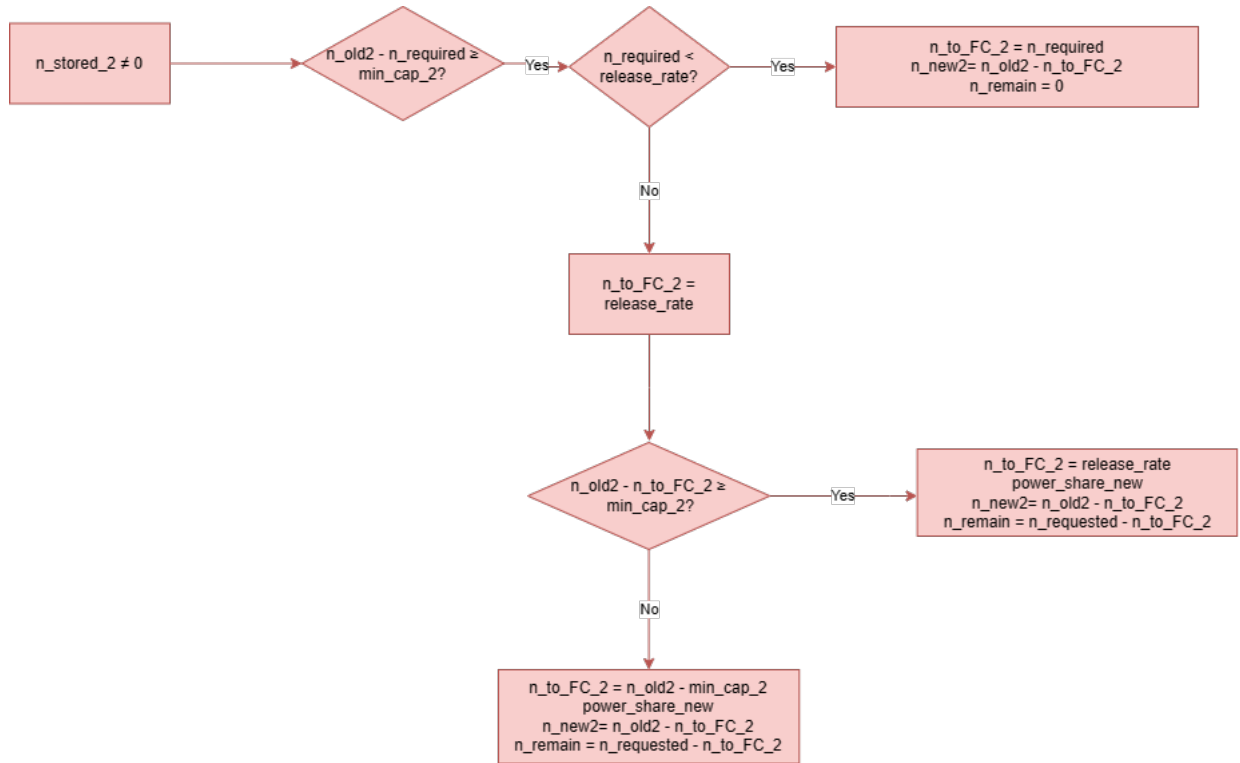 n_stored_2 ≠ 0
n_old2 - n_required ≥
min_cap_2?
Yes
n_required <
release_rate?
Yes
n_to_FC_2 = n_required
n_new2= n_old2 - n_to_FC_2
n_remain = 0
No
n_to_FC_2 =
release_rate
n_old2 - n_to_FC_2 ≥
min_cap_2?
Yes
n_to_FC_2 = release_rate
power_share_new
n_new2= n_old2 - n_to_FC_2
n_remain = n_requested - n_to_FC_2
No
n_to_FC_2 = n_old2 - min_cap_2
power_share_new
n_new2= n_old2 - n_to_FC_2
n_remain = n_requested - n_to_FC_2